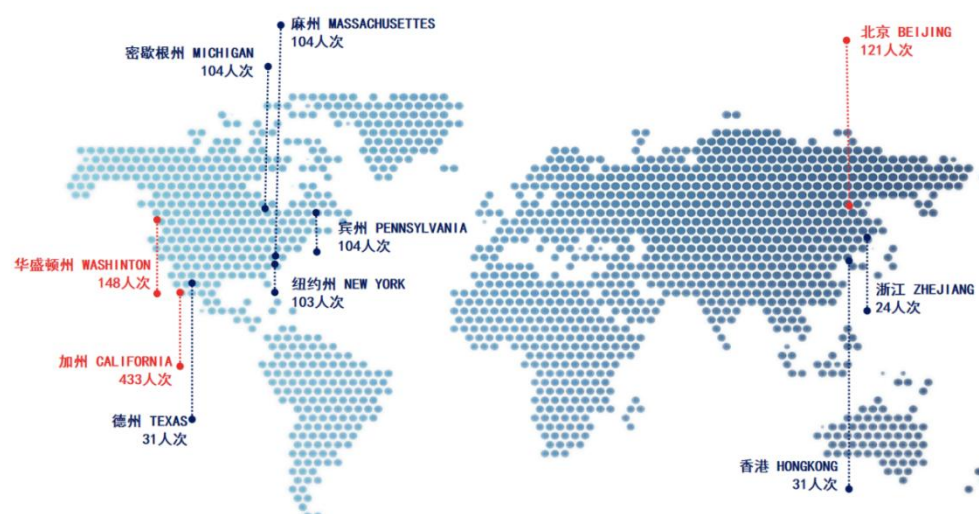 麻州 MASSACHUSETTES
104人次
密歇根州 MICHIGAN
104人次
北京 BEIJING
121人次
宾州 PENNSYLVANIA
104人次
华盛顿州 WASHINTON
148人次
纽约州 NEW YORK
103人次
浙江 ZHEJIANG
24人次
加州 CALIFORNIA
433人次
德州 TEXAS
31人次
香港 HONGKONG
31人次